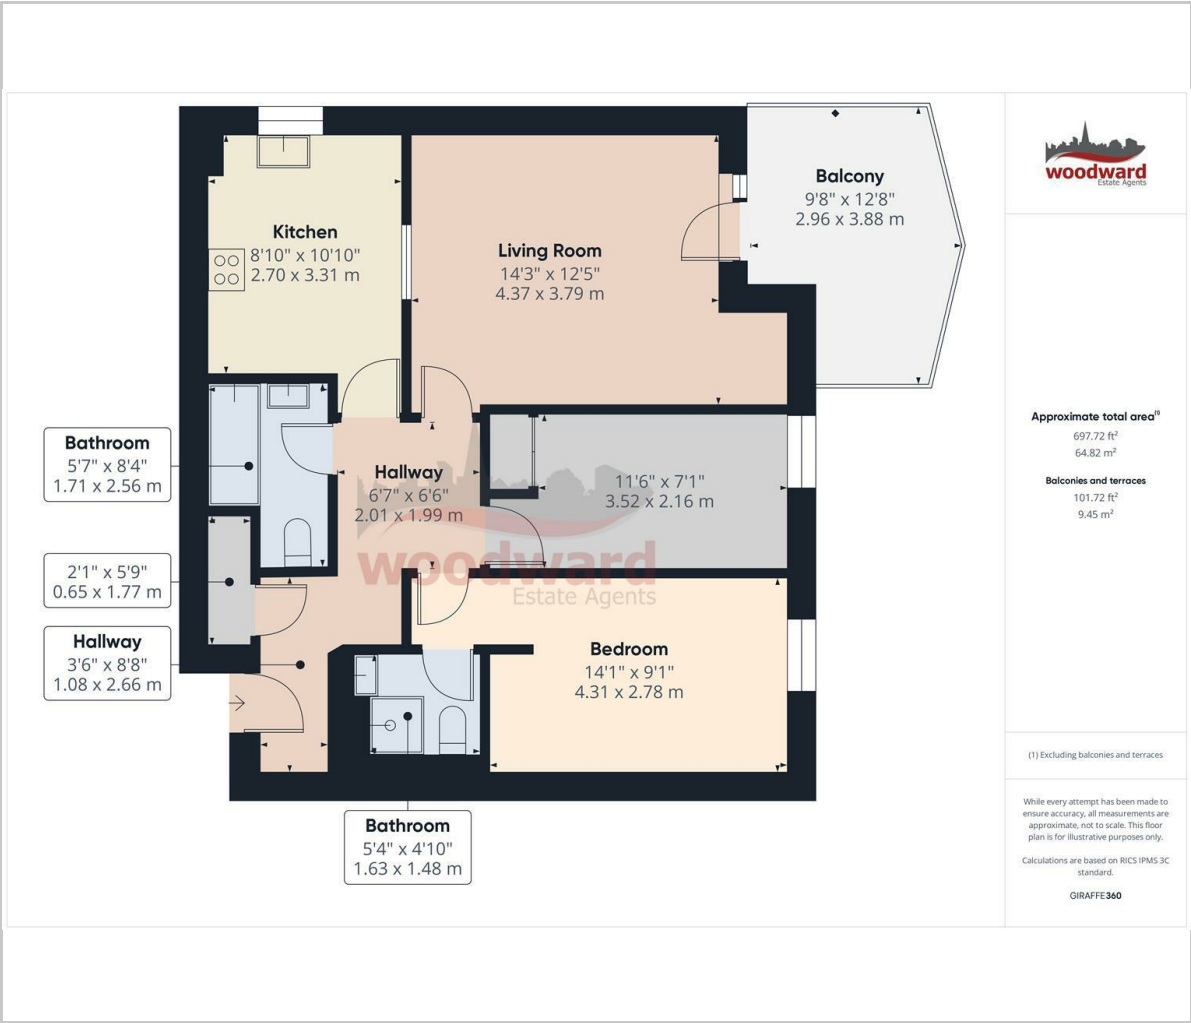 Kitchen
8'10" x 10'10"
2.70 x 3.31 m
Living Room
14'3" x 12'5"
4.37 x 3.79 m
Balcony
9'8" x 12'8"
2.96 x 3.88 m
Bathroom
5'7" x 8'4"
1.71 x 2.56 m
Hallway
6'7" x 6'6"
2.01 x 1.99 m
11'6" x 7'1"
3.52 x 2.16 m
woodward
Estate Agents
2'1" x 5'9"
0.65 x 1.77 m
Hallway
3'6" x 8'8"
1.08 x 2.66 m
Bedroom
14'1" x 9'1"
4.31 x 2.78 m
Bathroom
5'4" x 4'10"
1.63 x 1.48 m
woodward
Estate Agents
Approximate total area(1)
697.72 ft²
64.82 m²
Balconies and terraces
101.72 ft²
9.45 m²
(1) Excluding balconies and terraces
While every attempt has been made to
ensure accuracy, all measurements are
approximate, not to scale. This floor
plan is for illustrative purposes only.
Calculations are based on RICS IPMS 3C
standard.
GIRAFFE360